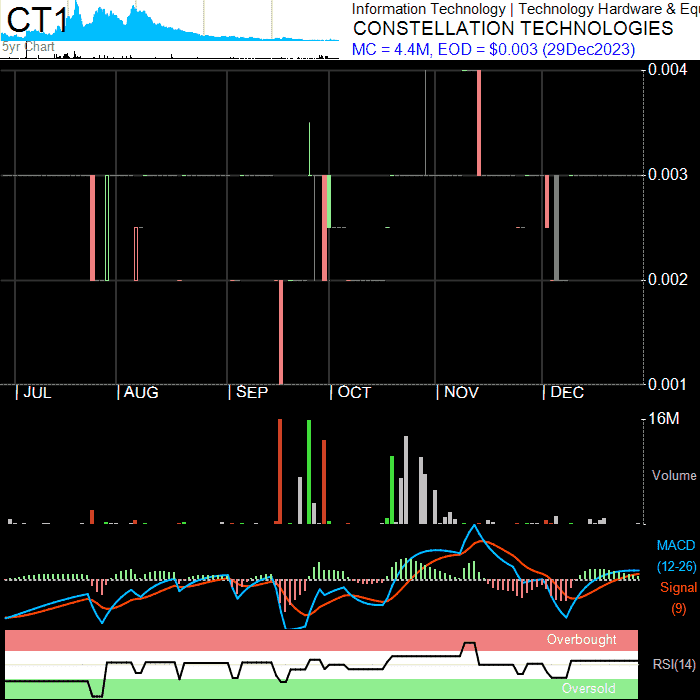 CT1
5yr Chart
Information Technology | Technology Hardware & Equ
CONSTELLATION TECHNOLOGIES
MC = 4.4M, EOD = $0.003 (29Dec2023)
0.004
0.003
0.002
0.001
JUL
AUG
SEP
OCT
NOV
DEC
16M
Volume
MACD
(12-26)
Signal
(9)
Overbought
RSI(14)
Oversold